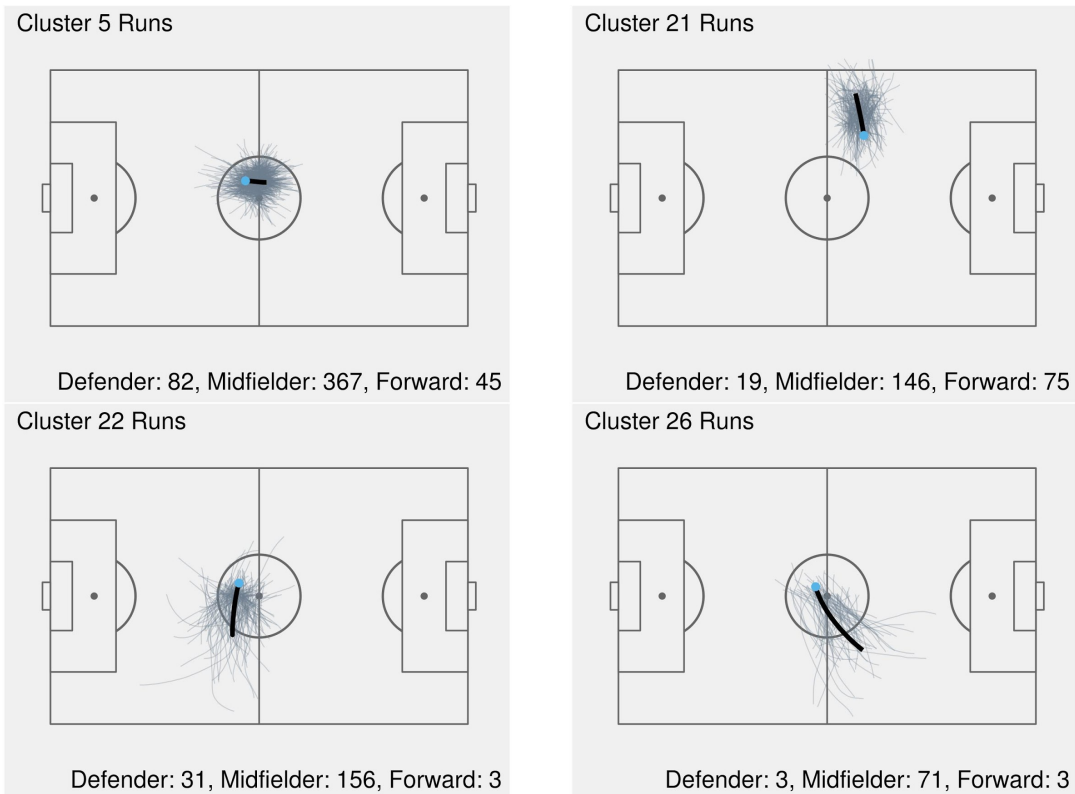 Cluster 5 Runs
Defender: 82, Midfielder: 367, Forward: 45
Cluster 21 Runs
Defender: 19, Midfielder: 146, Forward: 75
Cluster 22 Runs
Defender: 31, Midfielder: 156, Forward: 3
Cluster 26 Runs
Defender: 3, Midfielder: 71, Forward: 3